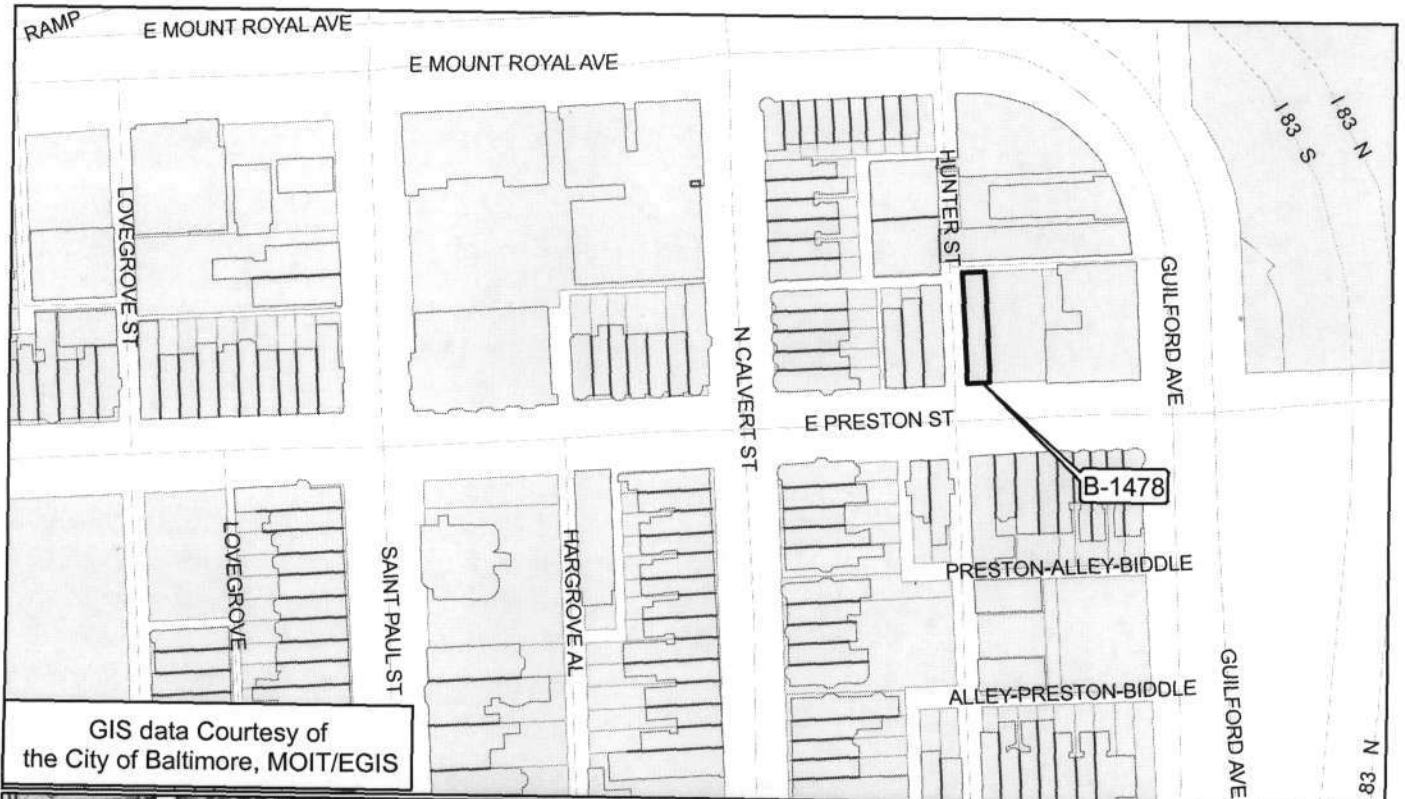 RAMP
E MOUNT ROYAL AVE
E MOUNT ROYAL AVE
I 83 S
I 83 N
LOVEGROVE ST
HUNTER ST
GUILFORD AVE
N CALVERT ST
E PRESTON ST
B-1478
LOVEGROVE
SAINT PAUL ST
HARGROVE AL
PRESTON-ALLEY-BIDDLE
ALLEY-PRESTON-BIDDLE
GUILFORD AVE
83 N
GIS data Courtesy of
the City of Baltimore, MOIT/EGIS